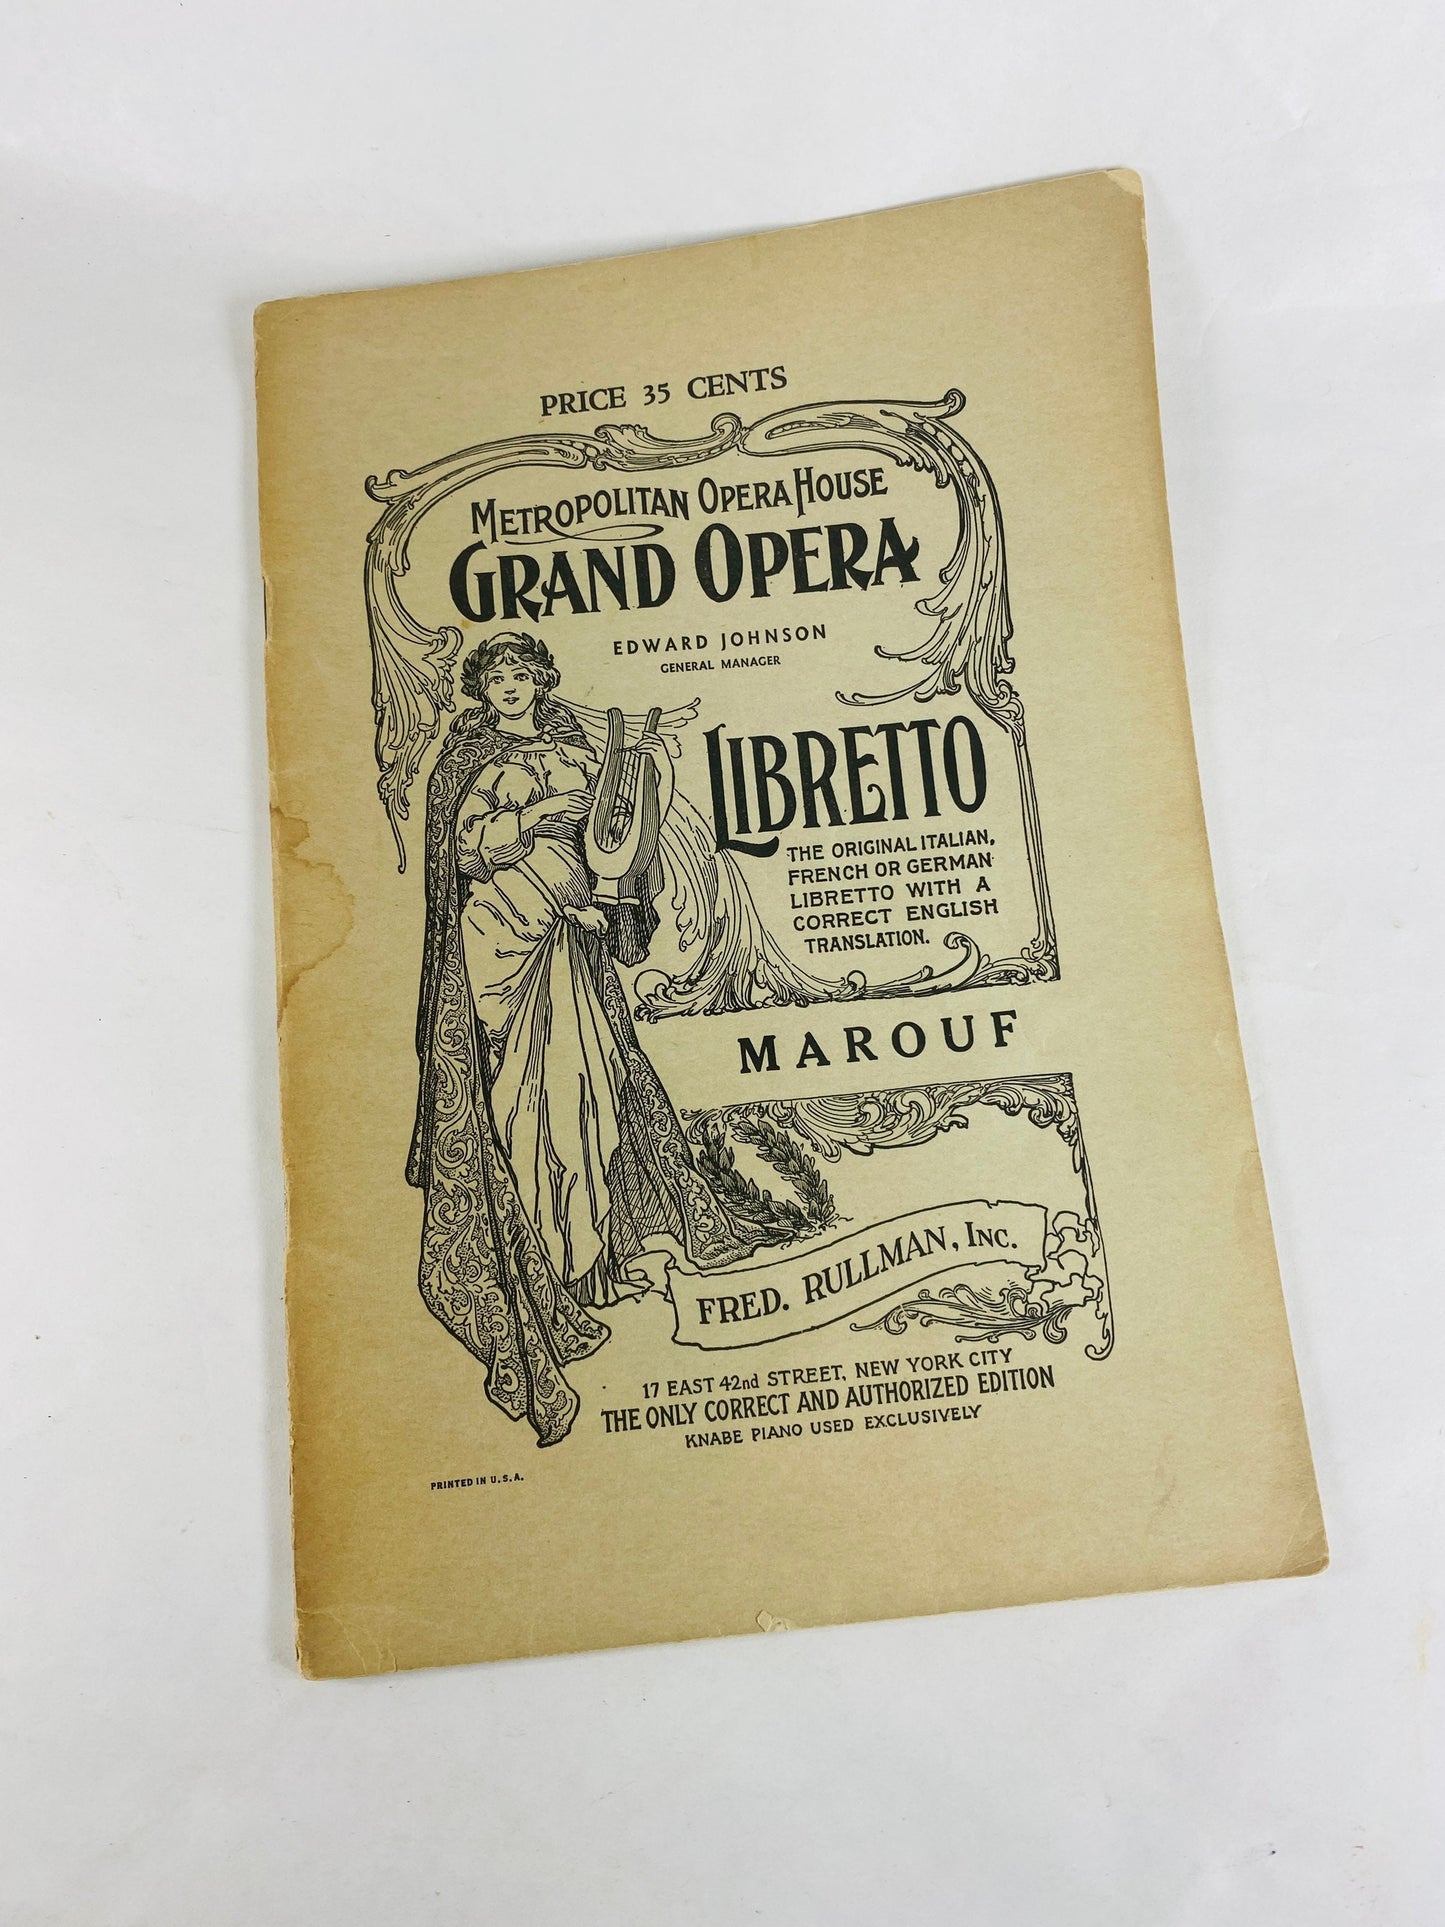 PRICE 35 CENTS
METROPOLITAN OPERA HOUSE
GRAND OPERA
EDWARD JOHNSON
GENERAL MANAGER
LIBRETTO
THE ORIGINAL ITALIAN,
FRENCH OR GERMAN
LIBRETTO WITH A
CORRECT ENGLISH
TRANSLATION.
MAROUF
FRED. RULLMAN, INC.
17 EAST 42nd STREET, NEW YORK CITY
THE ONLY CORRECT AND AUTHORIZED EDITION
KNABE PIANO USED EXCLUSIVELY
PRINTED IN U.S.A.